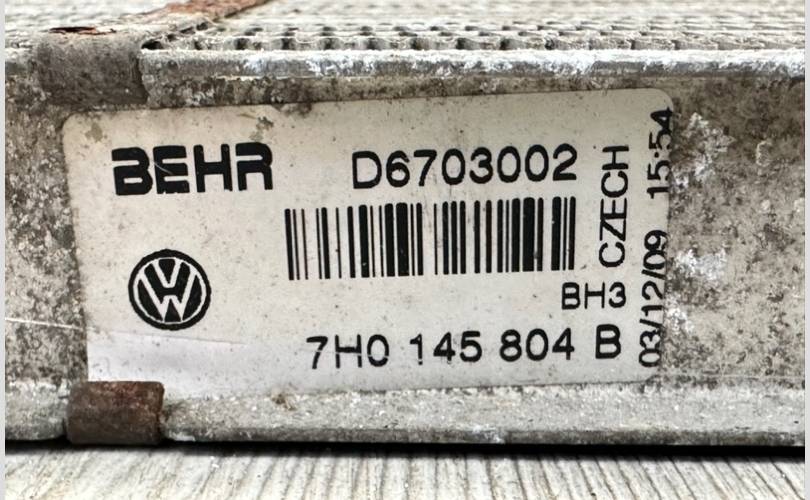 BEHR D6703002
CZECH
03/12/09 15:54
BH3
7H0 145 804 B